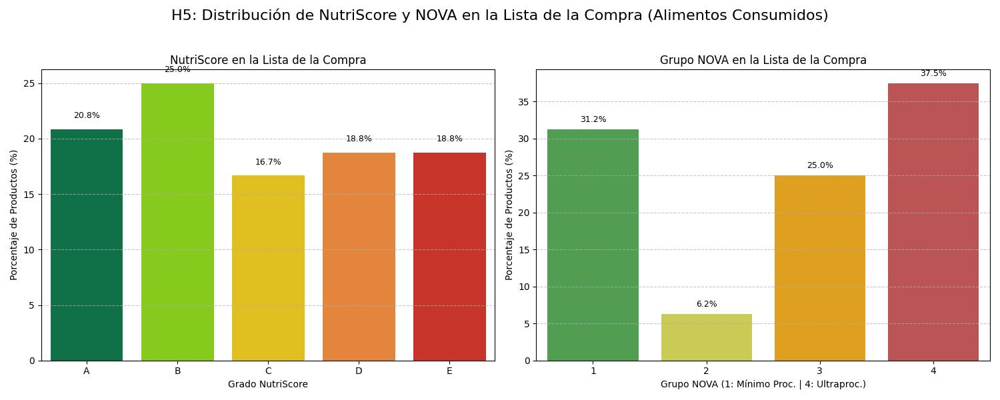 H5: Distribución de NutriScore y NOVA en la Lista de la Compra (Alimentos Consumidos)
NutriScore en la Lista de la Compra
25.0%
20.8%
16.7%
18.8%
18.8%
25
20
15
10
5
0
Porcentaje de Productos (%)
A B C D E
Grado NutriScore
Grupo NOVA en la Lista de la Compra
37.5%
31.2%
25.0%
6.2%
35
30
25
20
15
10
5
0
Porcentaje de Productos (%)
1 2 3 4
Grupo NOVA (1: Mínimo Proc. | 4: Ultraproc.)